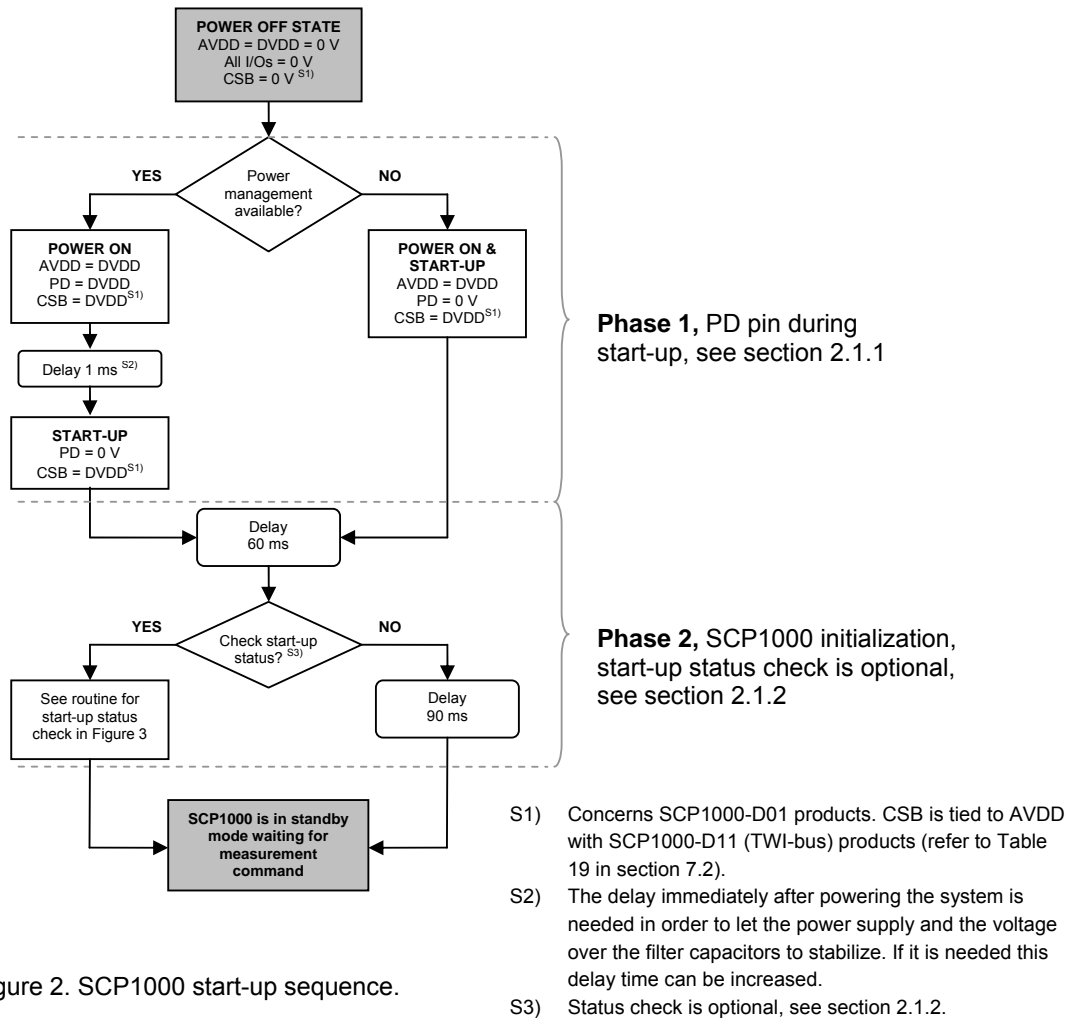 POWER OFF STATE
AVDD = DVDD = 0 V
All I/Os = 0 V
CSB = 0 V S1)
YES
Power
management
available?
NO
POWER ON
AVDD = DVDD
PD = DVDD
CSB = DVDD S1)
POWER ON &
START-UP
AVDD = DVDD
PD = 0 V
CSB = DVDD S1)
Delay 1 ms S2)
START-UP
PD = 0 V
CSB = DVDD S1)
Phase 1, PD pin during
start-up, see section 2.1.1
Delay
60 ms
YES
Check start-up
status? S3)
NO
See routine for
start-up status
check in Figure 3
Delay
90 ms
Phase 2, SCP1000 initialization,
start-up status check is optional,
see section 2.1.2
SCP1000 is in standby
mode waiting for
measurement
command
S1) Concerns SCP1000-D01 products. CSB is tied to AVDD
with SCP1000-D11 (TWI-bus) products (refer to Table
19 in section 7.2).
S2) The delay immediately after powering the system is
needed in order to let the power supply and the voltage
over the filter capacitors to stabilize. If it is needed this
delay time can be increased.
S3) Status check is optional, see section 2.1.2.
gure 2. SCP1000 start-up sequence.